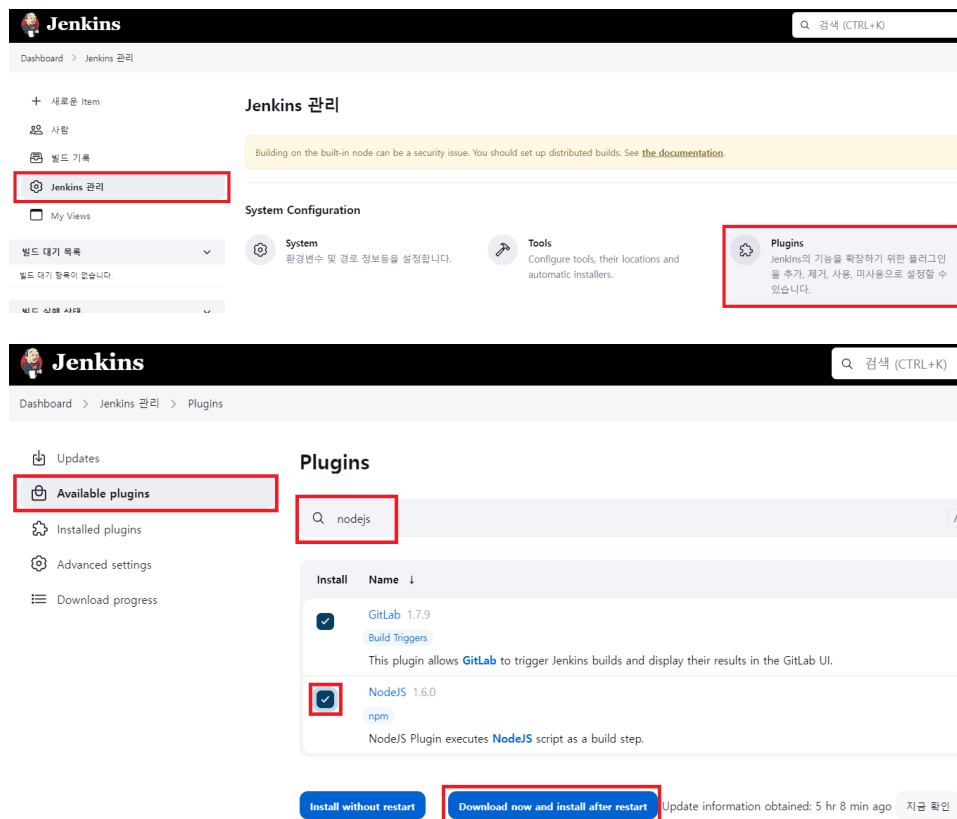 Jenkins
검색 (CTRL+K)
Dashboard > Jenkins 관리
+ 새로운 Item
사람
빌드 기록
Jenkins 관리
My Views
빌드 대기 목록
빌드 대기 항목이 없습니다.
빌드 실행 상태
Jenkins 관리
Building on the built-in node can be a security issue. You should set up distributed builds. See the documentation.
System Configuration
System
환경변수 및 경로 정보등을 설정합니다.
Tools
Configure tools, their locations and
automatic installers.
Plugins
Jenkins의 기능을 확장하기 위한 플러그인
을 추가, 제거, 사용, 미사용으로 설정할 수
있습니다.
Jenkins
검색 (CTRL+K)
Dashboard > Jenkins 관리 > Plugins
Updates
Available plugins
Installed plugins
Advanced settings
Download progress
Plugins
nodejs
Install Name ↓
GitLab 1.7.9
Build Triggers
This plugin allows GitLab to trigger Jenkins builds and display their results in the GitLab UI.
NodeJS 1.6.0
npm
NodeJS Plugin executes NodeJS script as a build step.
Install without restart
Download now and install after restart
Update information obtained: 5 hr 8 min ago
지금 확인